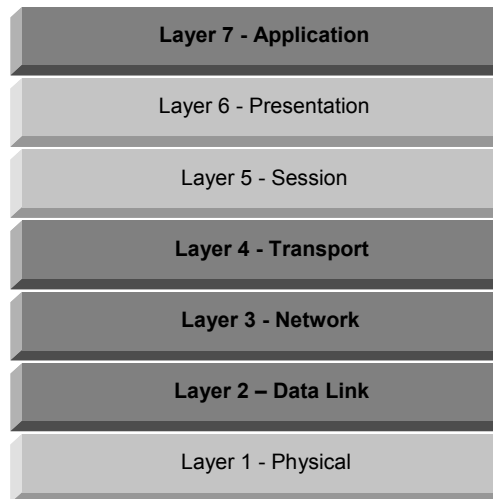 Layer 7 - Application
Layer 6 - Presentation
Layer 5 - Session
Layer 4 - Transport
Layer 3 - Network
Layer 2 – Data Link
Layer 1 - Physical